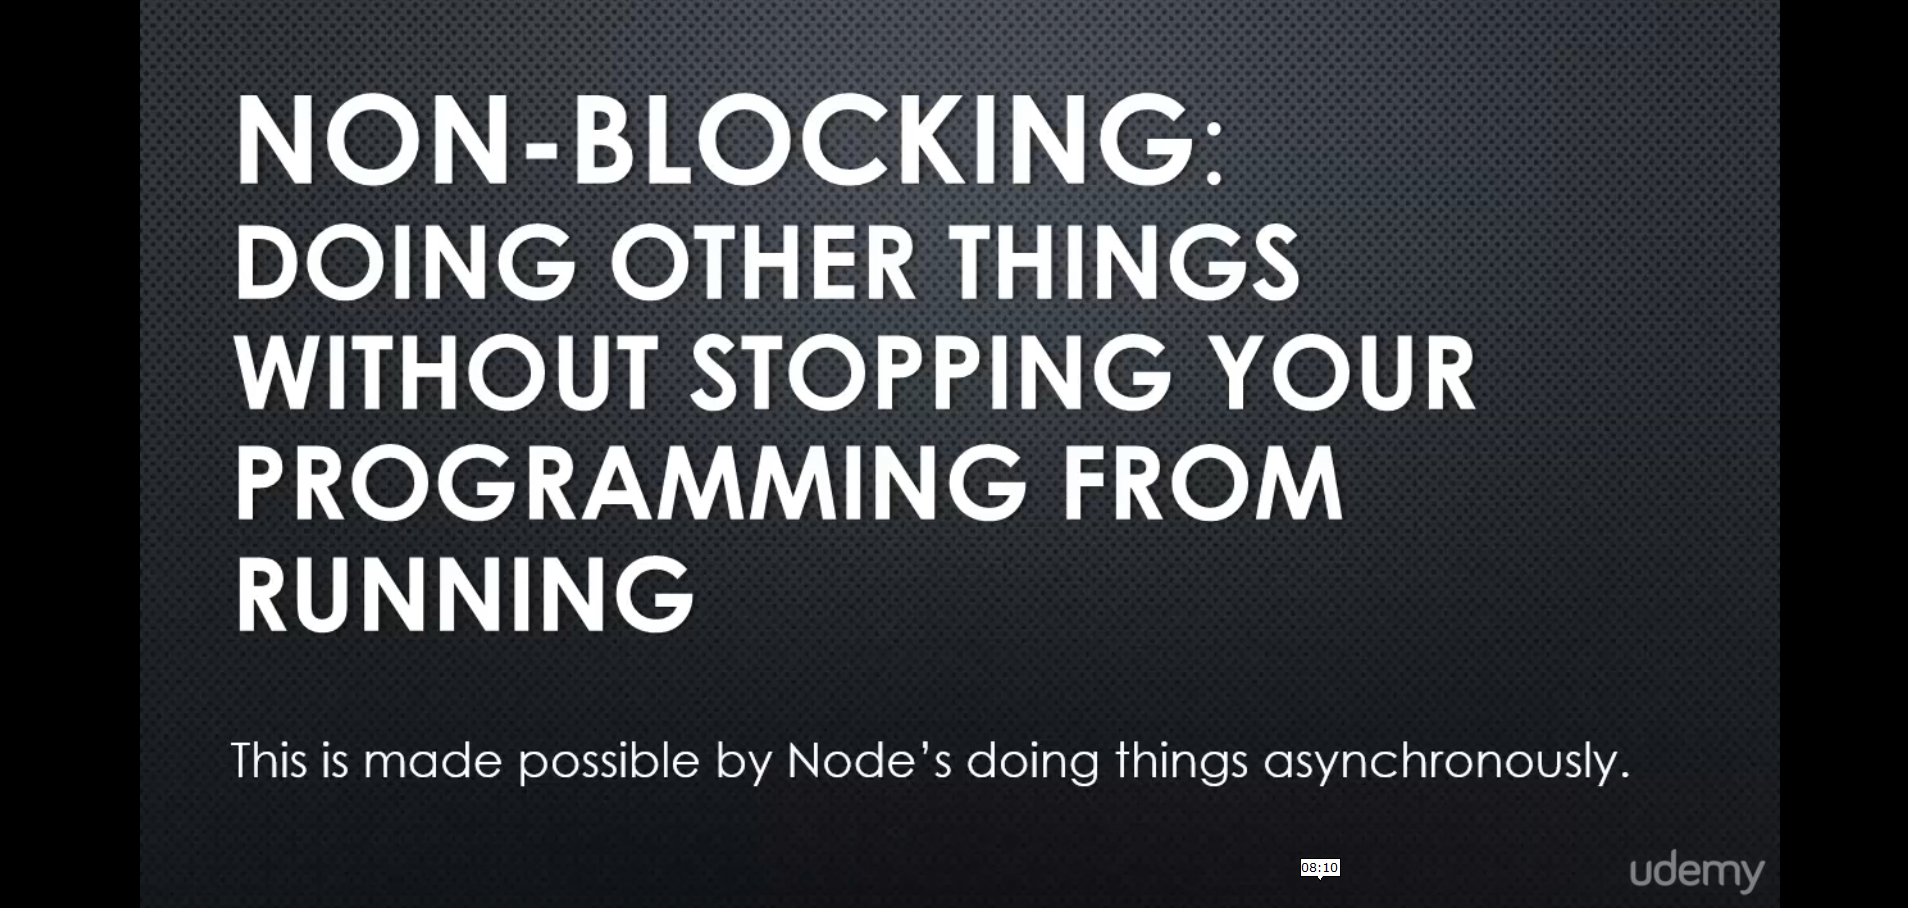 NON-BLOCKING:
DOING OTHER THINGS
WITHOUT STOPPING YOUR
PROGRAMMING FROM
RUNNING
This is made possible by Node’s doing things asynchronously.
08:10
udemy